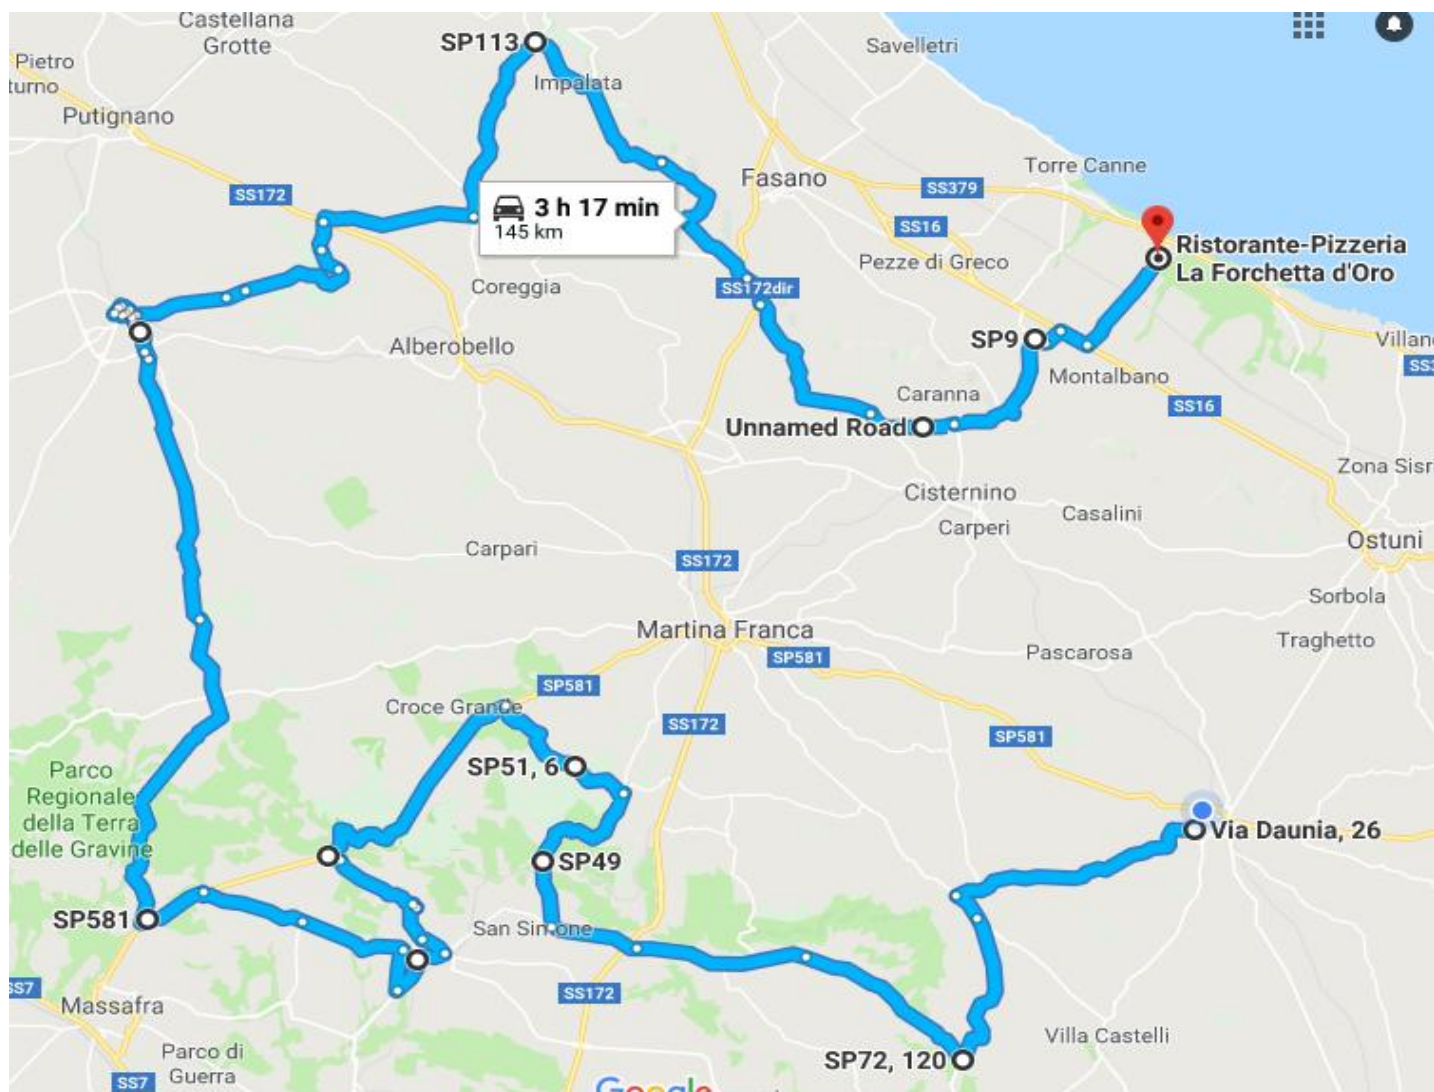 Castellana
Grotte
SP113
Savelletri
Pietro
turno
Impalata
Putignano
Torre Canne
Fasano
SS172
SS379
3 h 17 min
145 km
SS16
Ristorante-Pizzeria
La Forchetta d'Oro
Pezze di Greco
Coreggia
SS172dir
SP9
Alberobello
Montalbano
Caranna
SS16
Unnamed Road
Cisternino
Carperi
Casalini
Ostuni
Carpari
SS172
Sorbola
Martina Franca
Traghetto
Pascarosa
SP581
SP581
Croce Grande
SS172
SP581
SP51, 6
Parco
Regionale
della Terra
delle Gravine
Via Daunia, 26
SP49
SP581
San Simone
SS7
SS172
Massafra
Villa Castelli
SP72, 120
Parco di
Guerra
SS7
Google